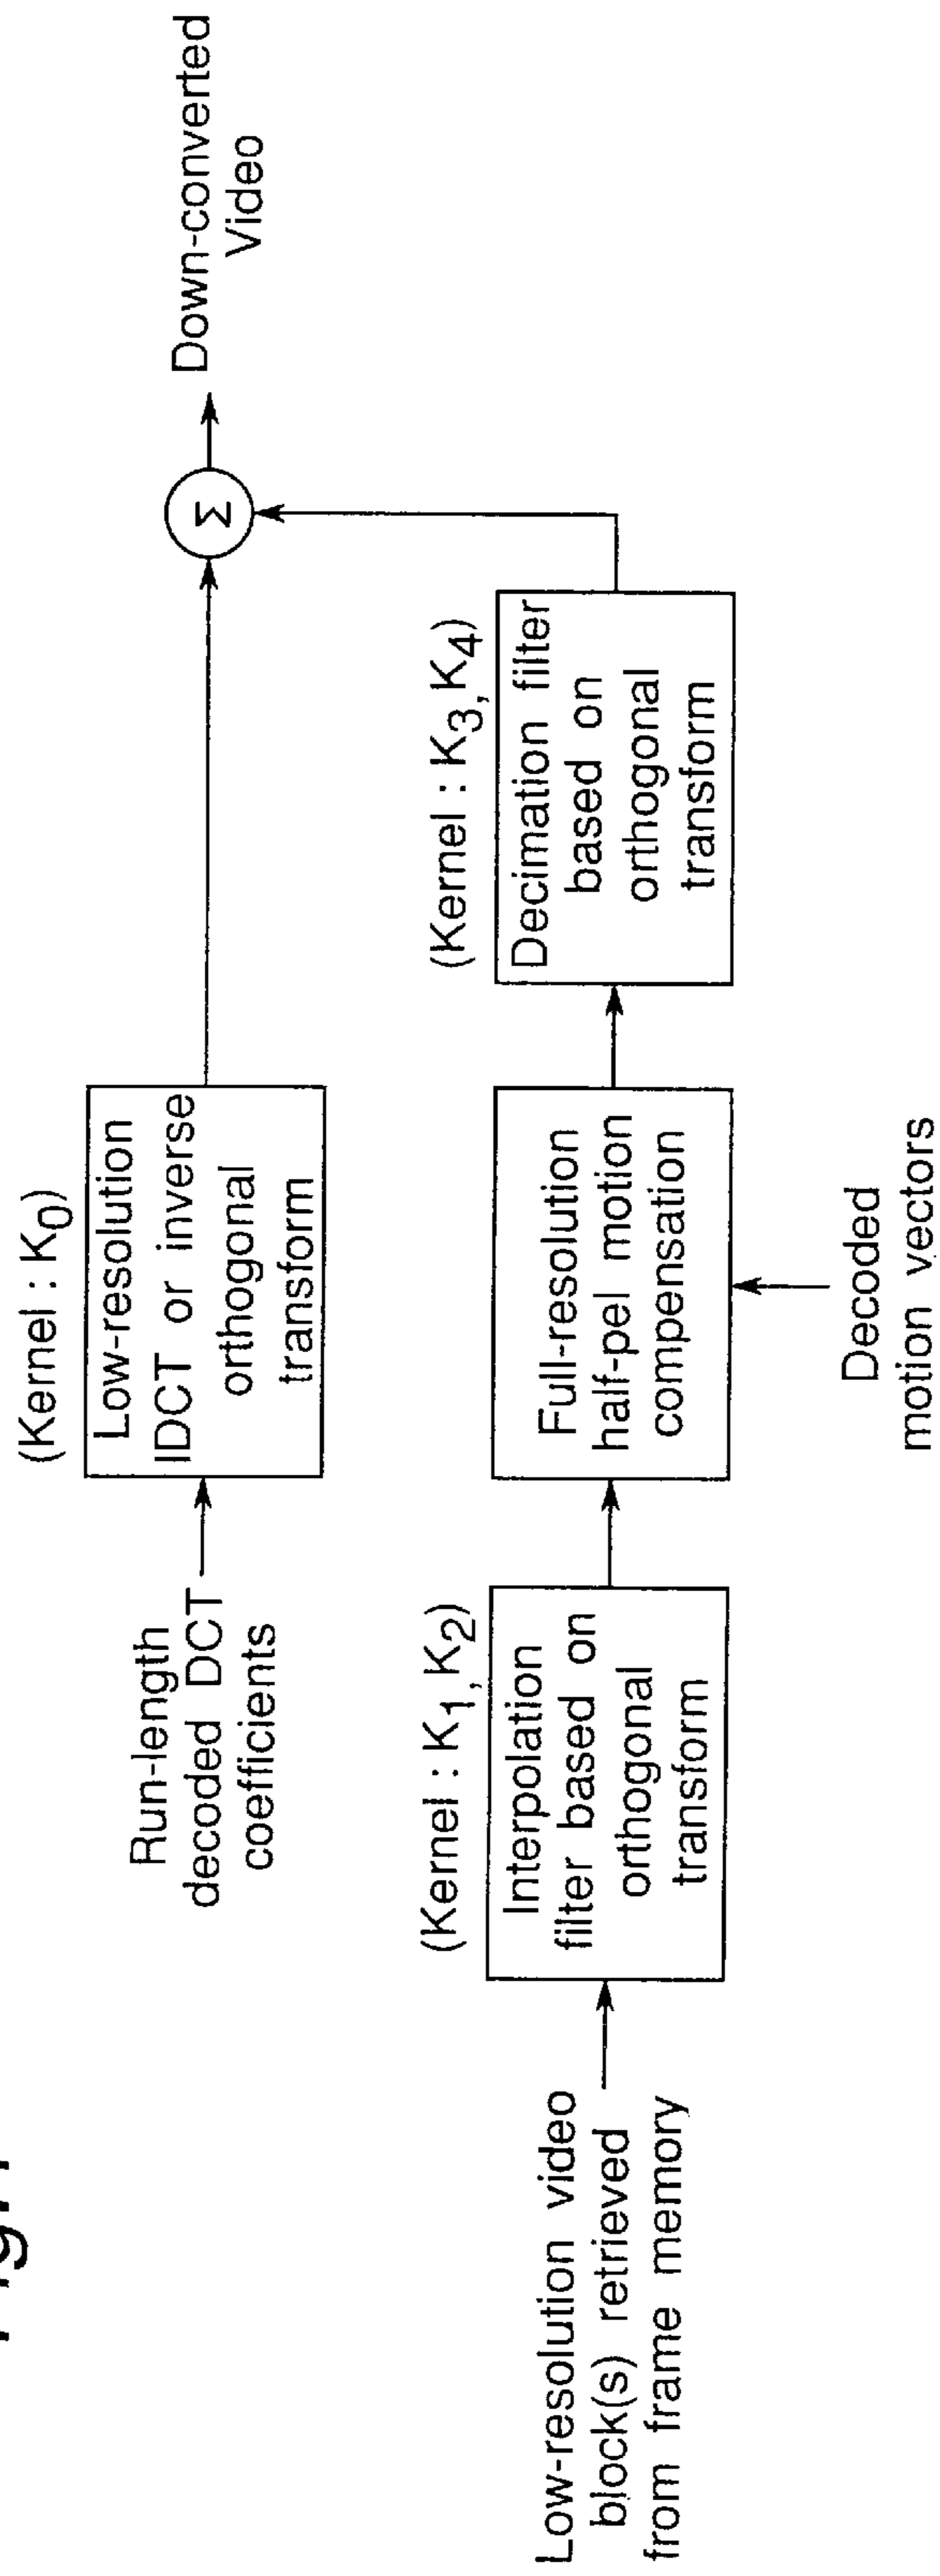 (Kernel : K0)
Run-length
decoded DCT
coefficients
Low-resolution
IDCT or inverse
orthogonal
transform
Σ
Down-converted
Video
(Kernel : K1, K2)
Low-resolution video
block(s) retrieved
from frame memory
Interpolation
filter based on
orthogonal
transform
Full-resolution
half-pel motion
compensation
Decoded
motion vectors
(Kernel : K3, K4)
Decimation filter
based on
orthogonal
transform